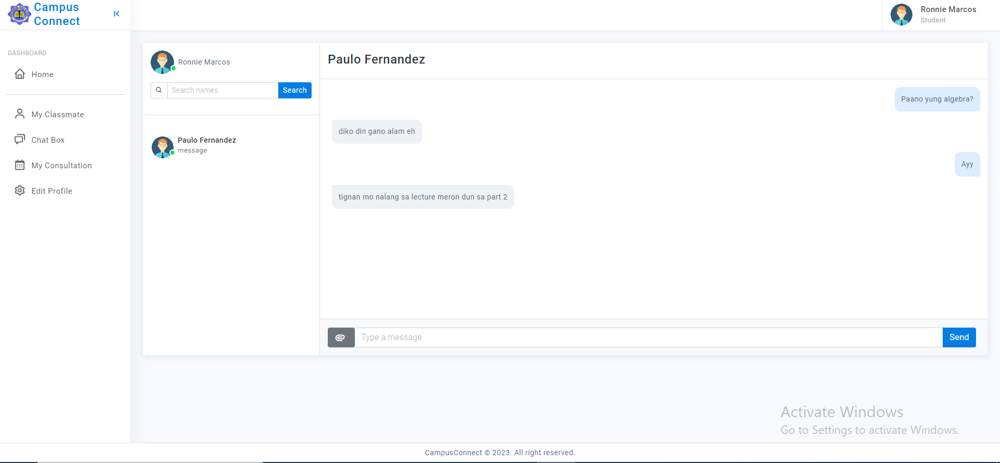 Campus
Connect
Ronnie Marcos
Student
DASHBOARD
Home
My Classmate
Chat Box
My Consultation
Edit Profile
Ronnie Marcos
Search names
Search
Paulo Fernandez
message
Paulo Fernandez
Paano yung algebra?
diko din gano alam eh
Ayy
tignan mo nalang sa lecture meron dun sa part 2
Type a message
Send
Activate Windows
Go to Settings to activate Windows.
CampusConnect © 2023. All right reserved.